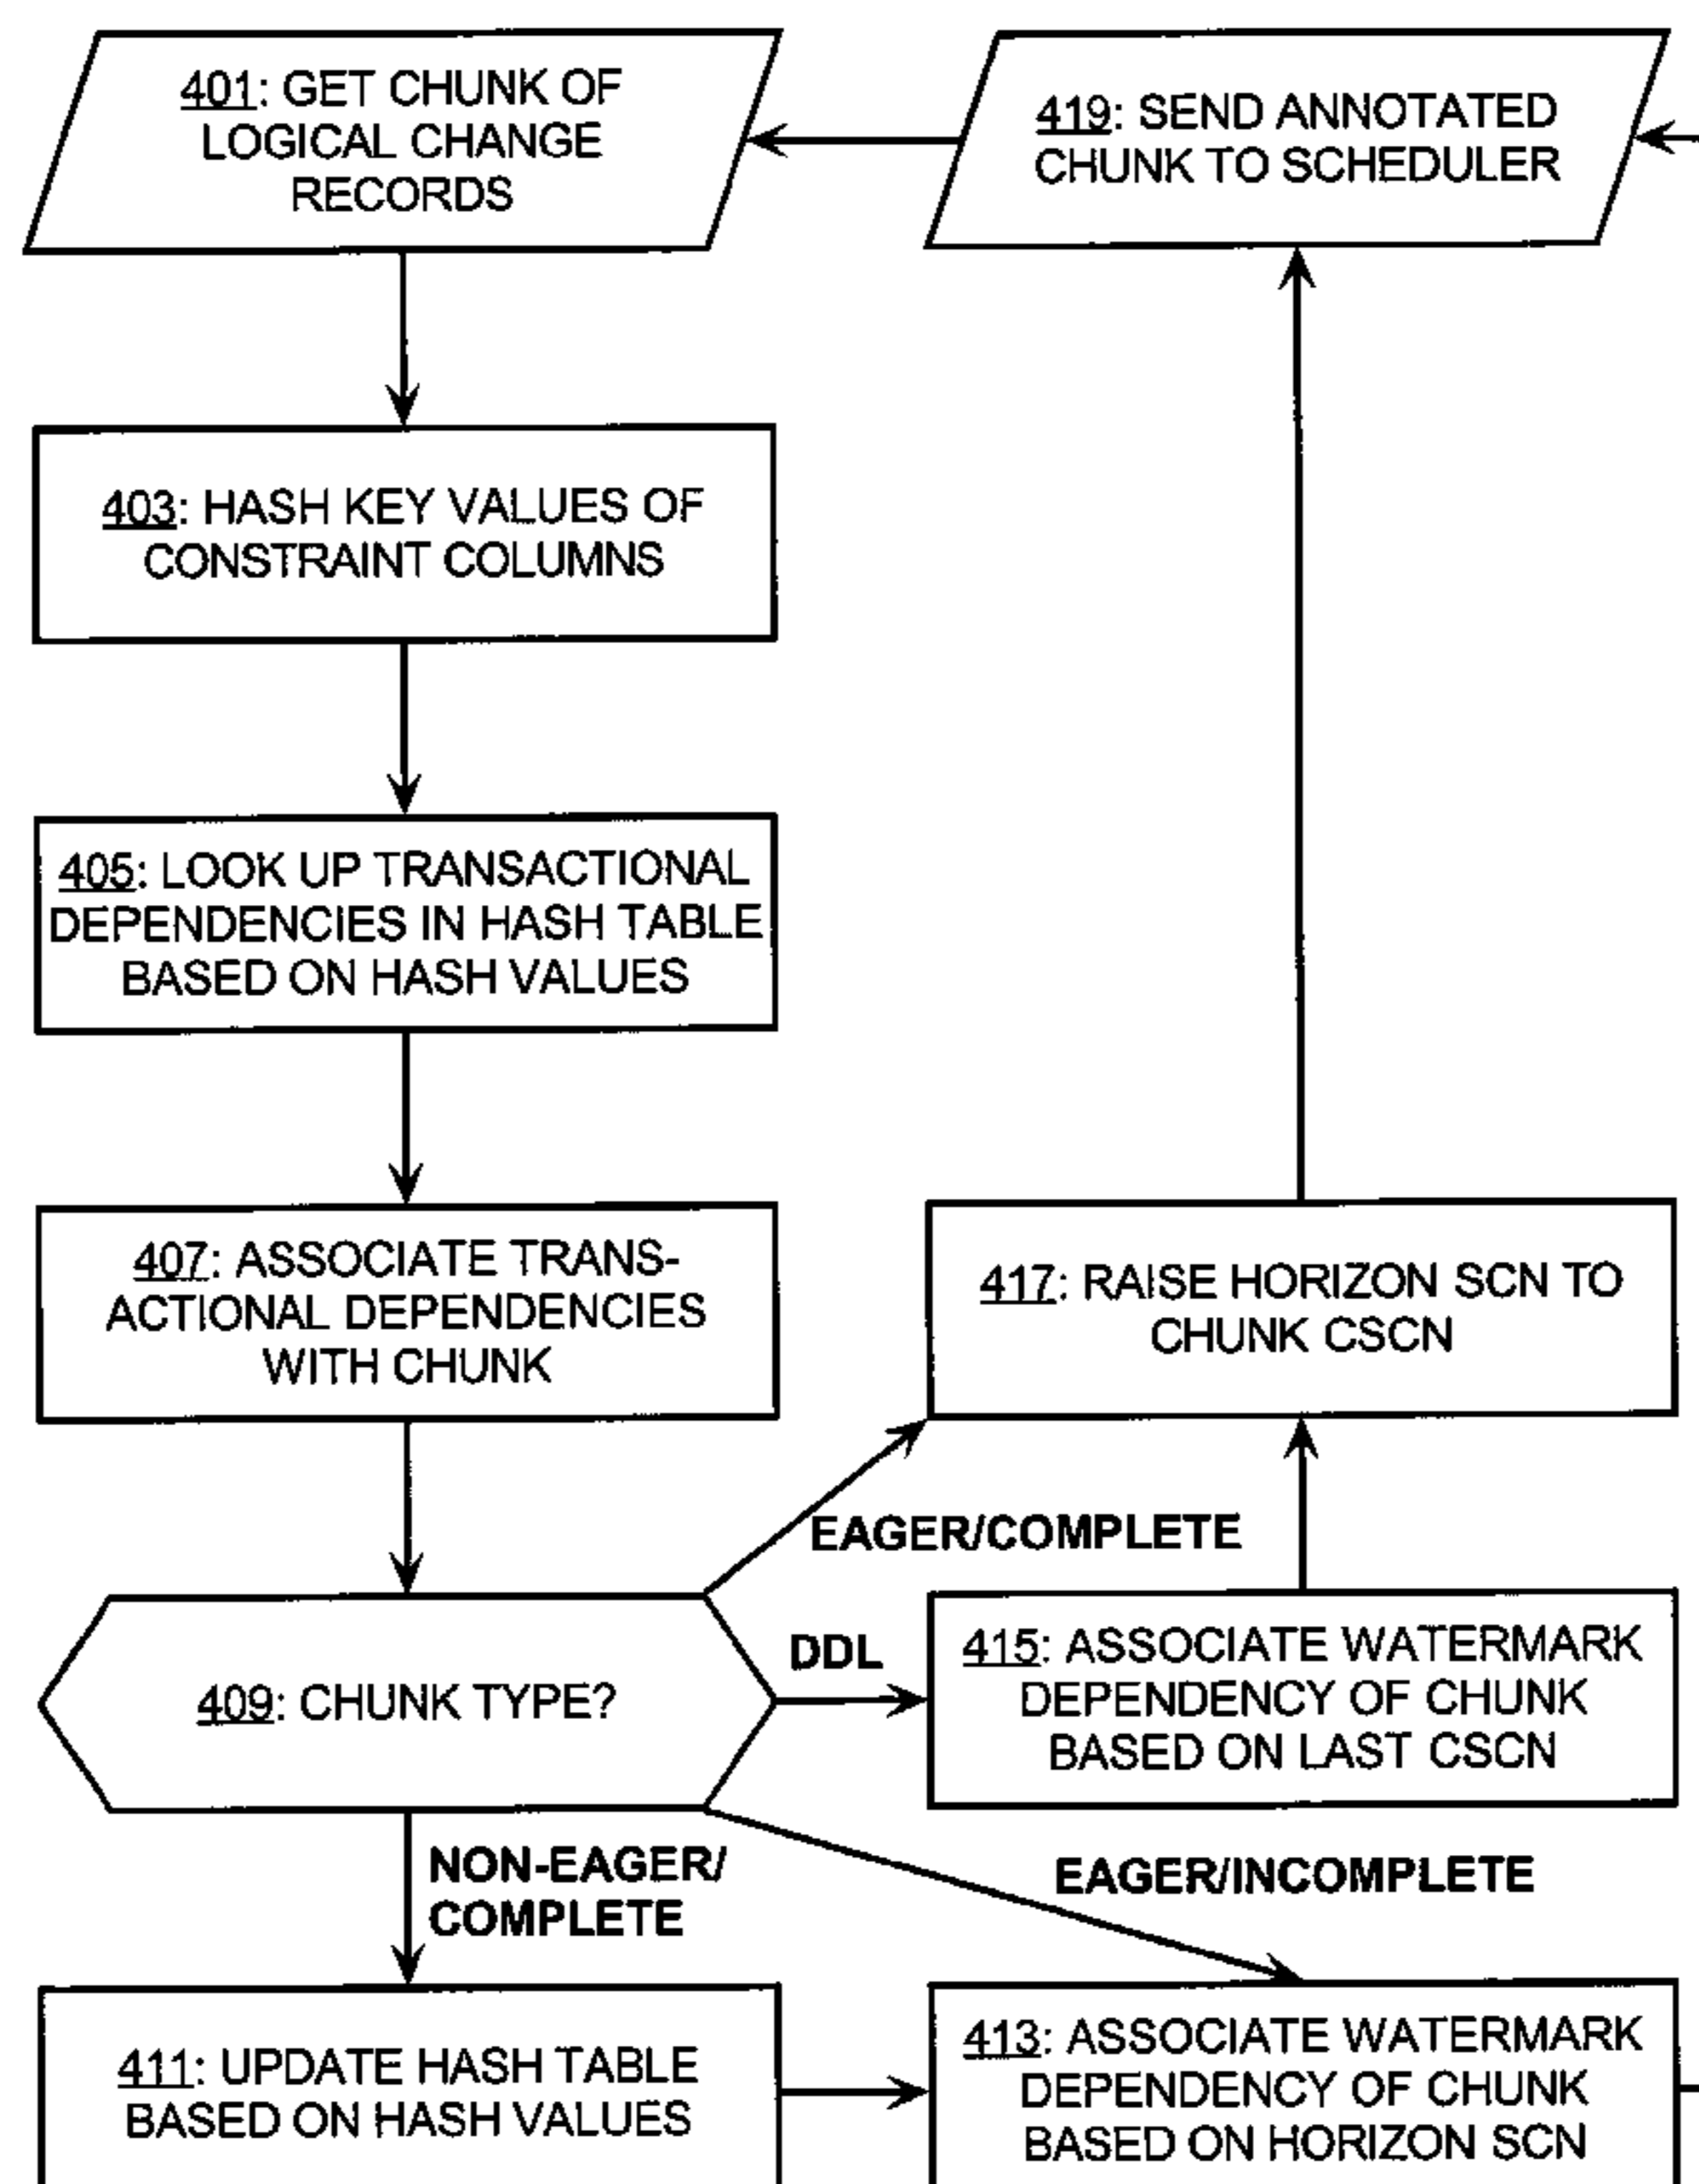 401: GET CHUNK OF
LOGICAL CHANGE
RECORDS
419: SEND ANNOTATED
CHUNK TO SCHEDULER
403: HASH KEY VALUES OF
CONSTRAINT COLUMNS
405: LOOK UP TRANSACTIONAL
DEPENDENCIES IN HASH TABLE
BASED ON HASH VALUES
407: ASSOCIATE TRANS-
ACTIONAL DEPENDENCIES
WITH CHUNK
417: RAISE HORIZON SCN TO
CHUNK CSCN
EAGER/COMPLETE
409: CHUNK TYPE?
DDL
415: ASSOCIATE WATERMARK
DEPENDENCY OF CHUNK
BASED ON LAST CSCN
NON-EAGER/
COMPLETE
EAGER/INCOMPLETE
411: UPDATE HASH TABLE
BASED ON HASH VALUES
413: ASSOCIATE WATERMARK
DEPENDENCY OF CHUNK
BASED ON HORIZON SCN